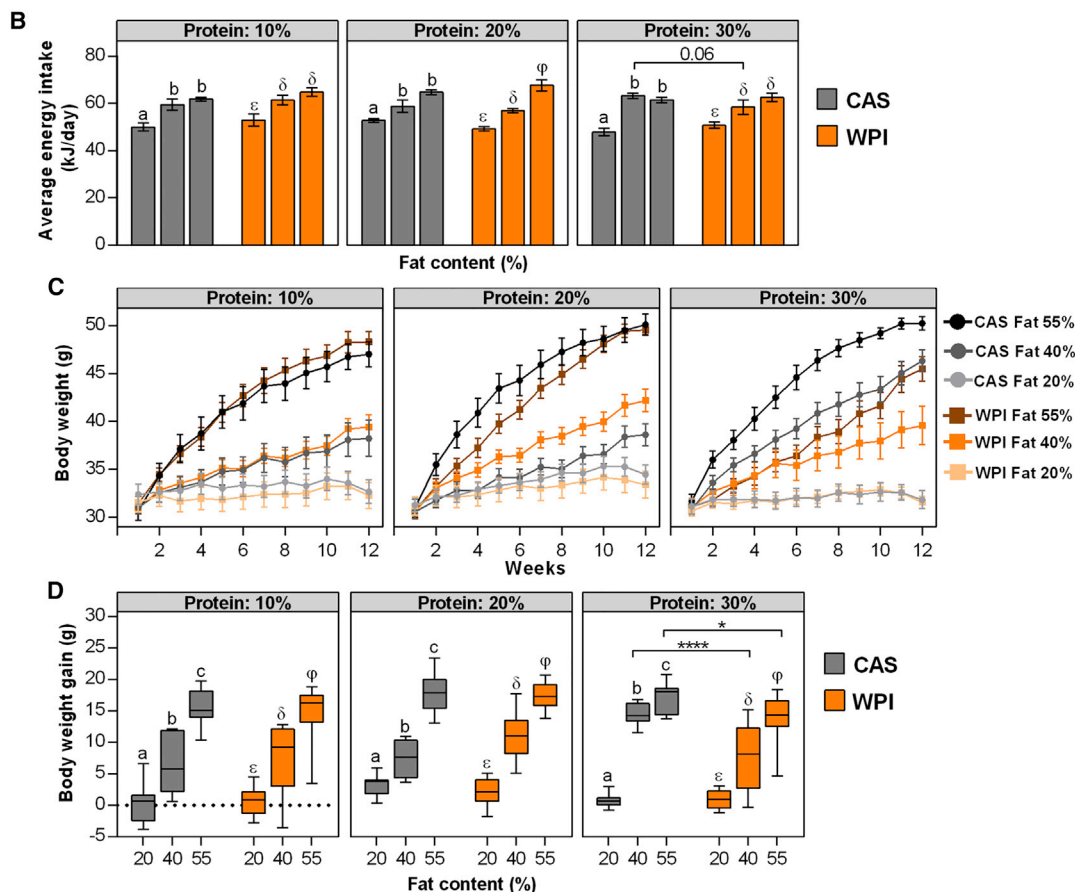 B
Protein: 10%
Protein: 20%
Protein: 30%
Average energy intake
(kJ/day)
80
60
40
20
0
a b b
ε δ δ
a b b
ε δ φ
0.06
a b b
ε δ δ
CAS
WPI
Fat content (%)
C
Protein: 10%
Protein: 20%
Protein: 30%
Body weight (g)
50
45
40
35
30
2 4 6 8 10 12
2 4 6 8 10 12
2 4 6 8 10 12
Weeks
CAS Fat 55%
CAS Fat 40%
CAS Fat 20%
WPI Fat 55%
WPI Fat 40%
WPI Fat 20%
D
Protein: 10%
Protein: 20%
Protein: 30%
Body weight gain (g)
30
25
20
15
10
5
0
-5
a b c
ε δ φ
a b c
ε δ φ
*
****
a b c
ε δ φ
CAS
WPI
20 40 55 20 40 55
20 40 55 20 40 55
20 40 55 20 40 55
Fat content (%)